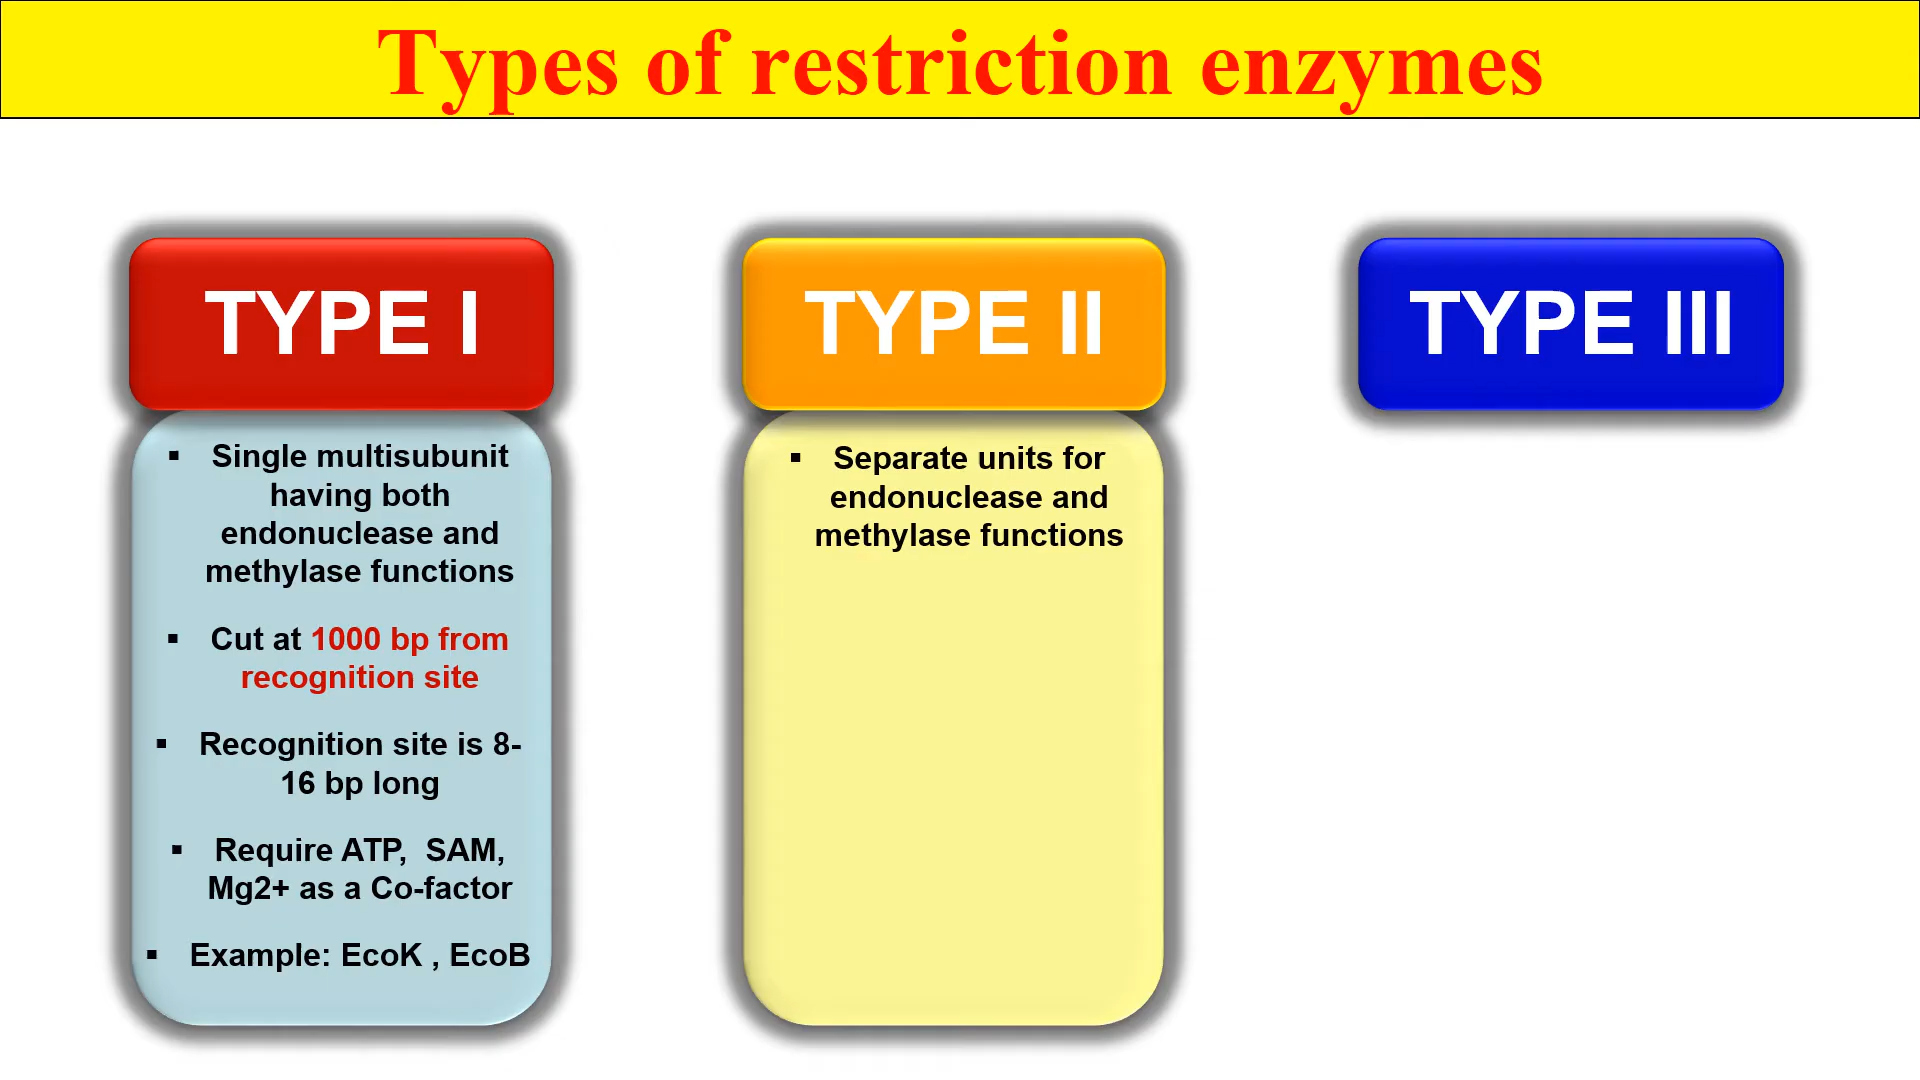 Types of restriction enzymes
TYPE I
▪ Single multisubunit
having both
endonuclease and
methylase functions
▪ Cut at 1000 bp from
recognition site
▪ Recognition site is 8-
16 bp long
▪ Require ATP,  SAM,
Mg2+ as a Co-factor
▪ Example: EcoK , EcoB
TYPE II
▪ Separate units for
endonuclease and
methylase functions
TYPE III